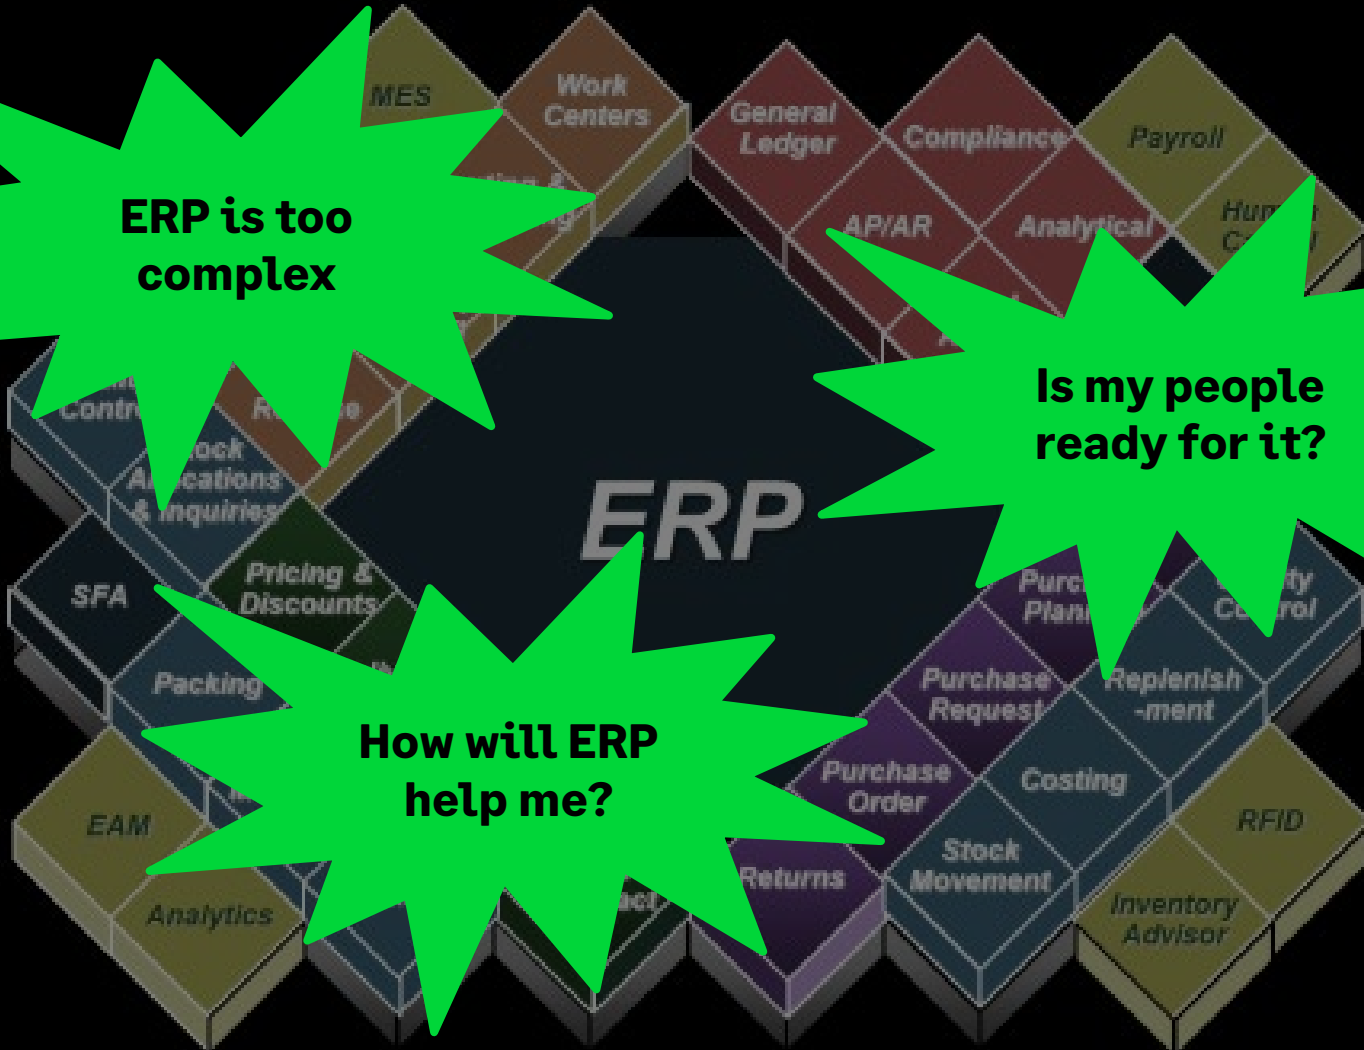 MES
Work
Centers
General
Ledger
Compliance
Payroll
AP/AR
Analytical
ERP is too
complex
Is my people
ready for it?
ERP
& Inquiries
SFA
Pricing &
Discounts
Packing
Purchase
Request
Replenish
-ment
How will ERP
help me?
Purchase
Order
Costing
EAM
RFID
Stock
Movement
Returns
Analytics
Inventory
Advisor